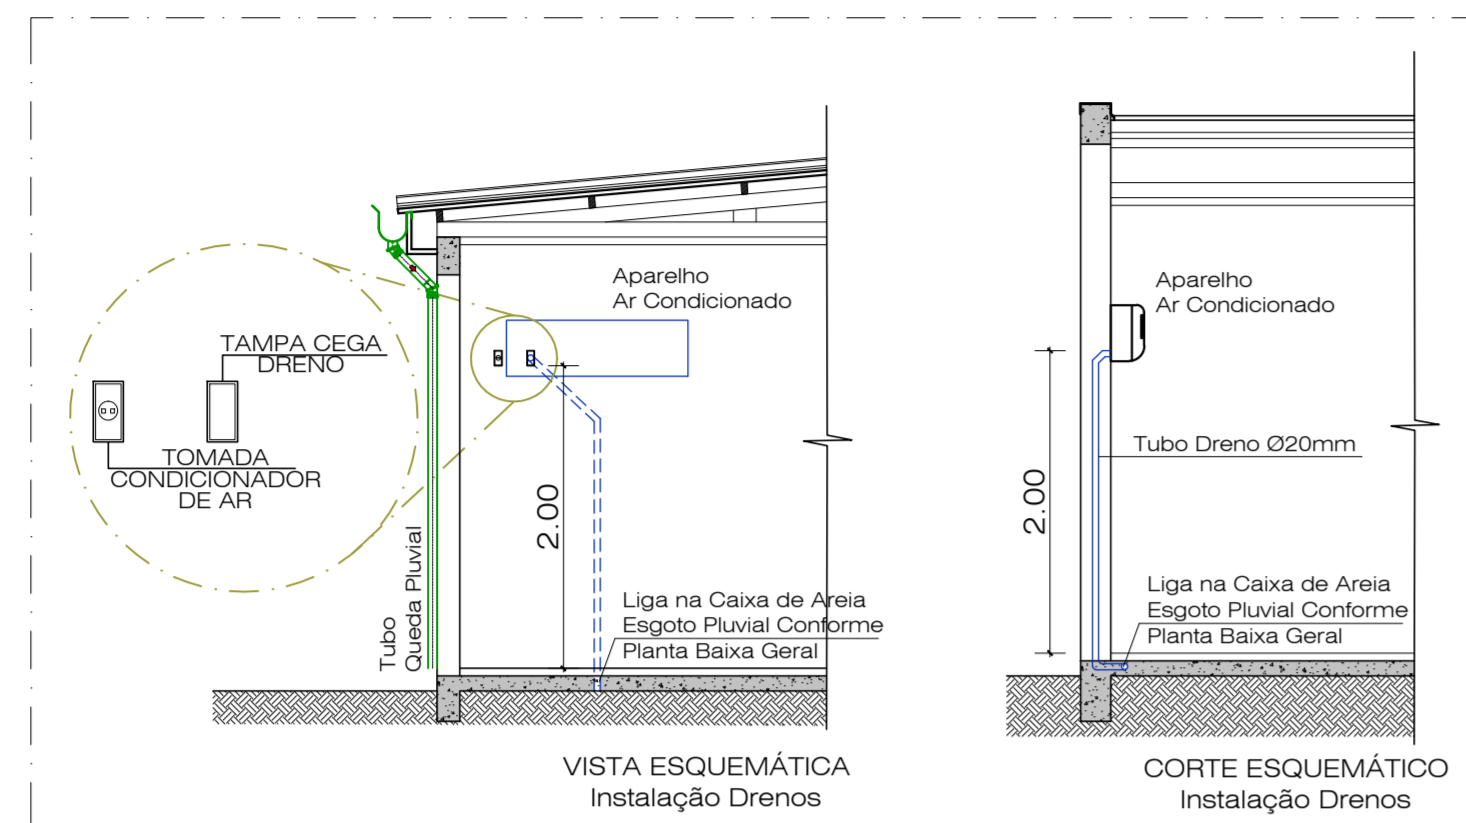 Aparelho
Ar Condicionado
TAMPA CEGA
DRENO
TOMADA
CONDICIONADOR
DE AR
Tubo
Queda Pluvial
2.00
Liga na Caixa de Areia
Esgoto Pluvial Conforme
Planta Baixa Geral
VISTA ESQUEMÁTICA
Instalação Drenos
Aparelho
Ar Condicionado
Tubo Dreno Ø20mm
2.00
Liga na Caixa de Areia
Esgoto Pluvial Conforme
Planta Baixa Geral
CORTE ESQUEMÁTICO
Instalação Drenos